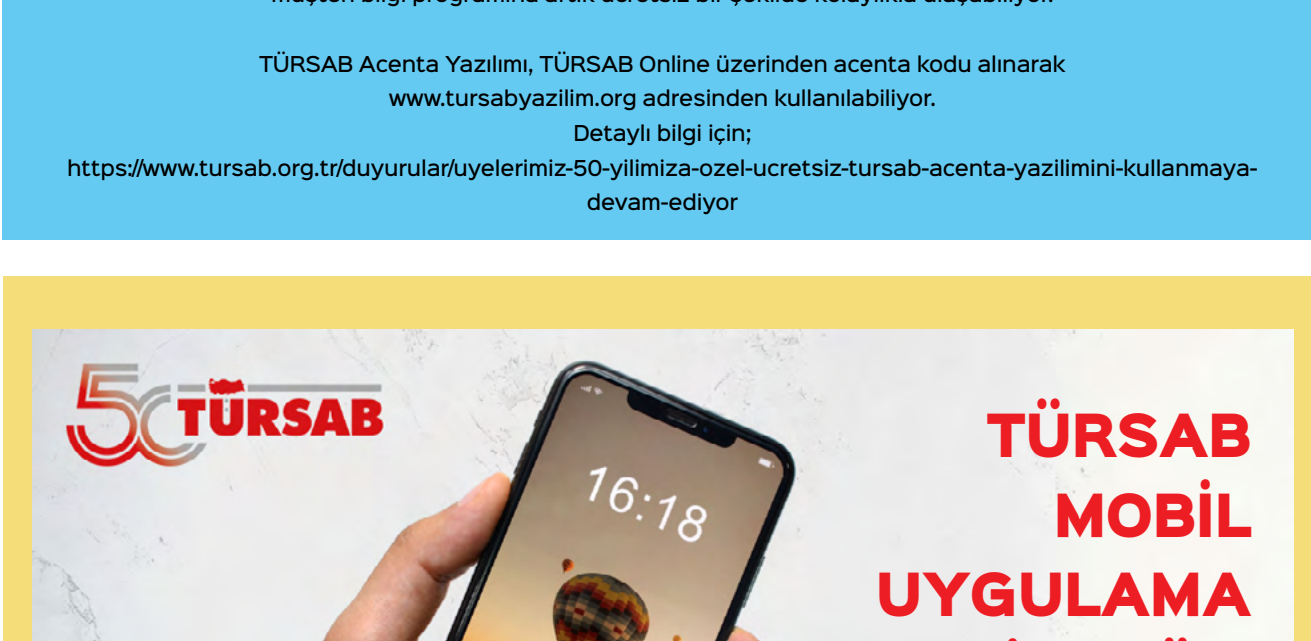 TÜRSAB Acenta Yazılımı, TÜRSAB Online üzerinden acenta kodu alınarak
www.tursabyazilim.org adresinden kullanılabiliyor.
Detaylı bilgi için;
https://www.tursab.org.tr/duyurular/uyelerimiz-50-yilimiza-ozel-ucretsiz-tursab-acenta-yazilimini-kullanmaya-
devam-ediyor
50 TÜRSAB
16:18
TÜRSAB
MOBİL
UYGULAMA